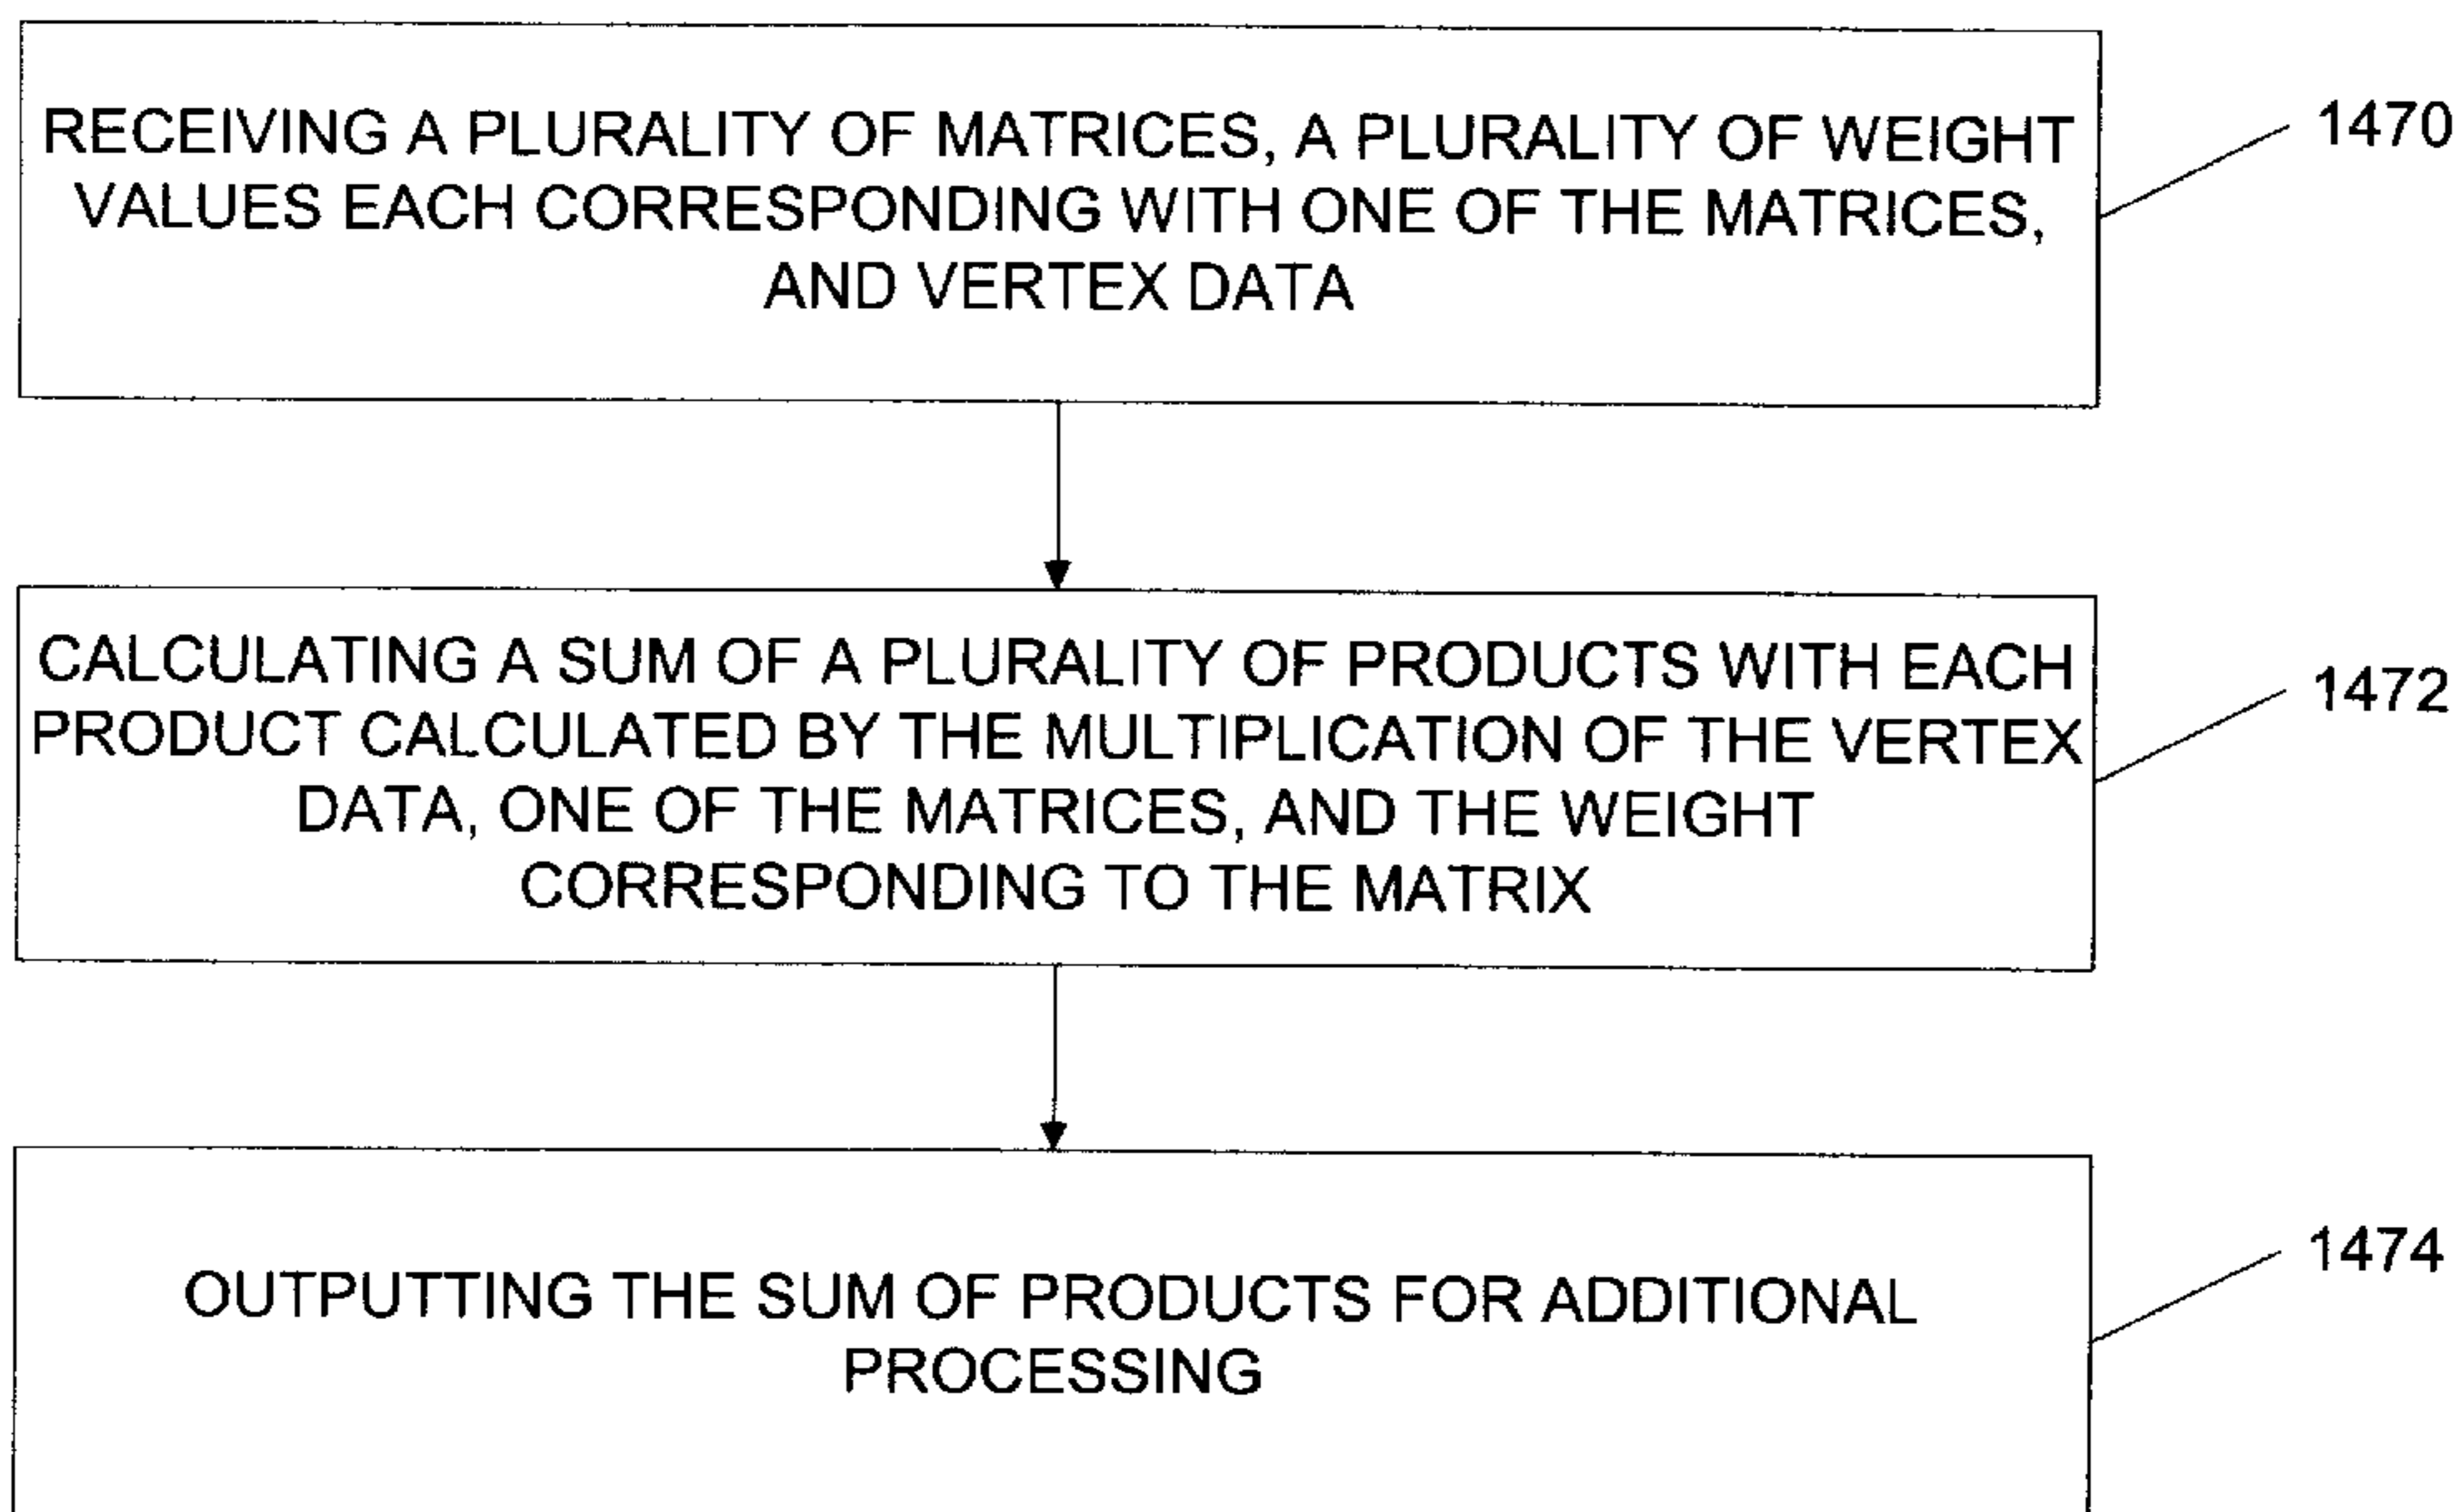 RECEIVING A PLURALITY OF MATRICES, A PLURALITY OF WEIGHT
VALUES EACH CORRESPONDING WITH ONE OF THE MATRICES,
AND VERTEX DATA
1470
CALCULATING A SUM OF A PLURALITY OF PRODUCTS WITH EACH
PRODUCT CALCULATED BY THE MULTIPLICATION OF THE VERTEX
DATA, ONE OF THE MATRICES, AND THE WEIGHT
CORRESPONDING TO THE MATRIX
1472
OUTPUTTING THE SUM OF PRODUCTS FOR ADDITIONAL
PROCESSING
1474